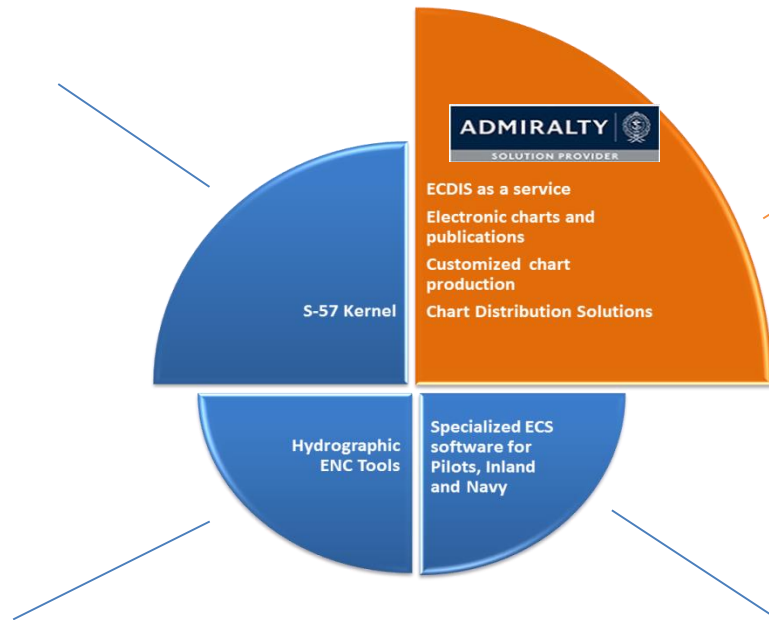 ADMIRALTY
SOLUTION PROVIDER
ECDIS as a service
Electronic charts and
publications
Customized chart
production
Chart Distribution Solutions
S-57 Kernel
Hydrographic
ENC Tools
Specialized ECS
software for
Pilots, Inland
and Navy